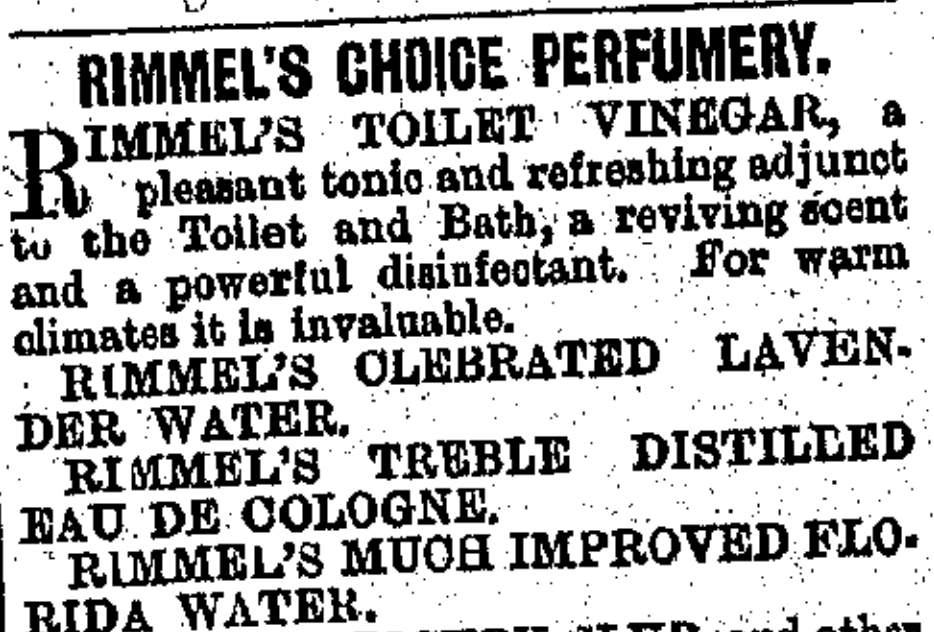 RIMMEL'S CHOICE PERFUMERY.
RIMMEL'S TOILET VINEGAR, a
pleasant tonic and refreshing adjunct
to the Toilet and Bath, a reviving scent
and a powerful disinfectant. For warm
climates it is invaluable.
RIMMEL'S CLEBRATED LAVEN-
DER WATER.
RIMMEL'S TREBLE DISTILLED
EAU DE COLOGNE.
RIMMEL'S MUCH IMPROVED FLO-
RIDA WATER.
and other